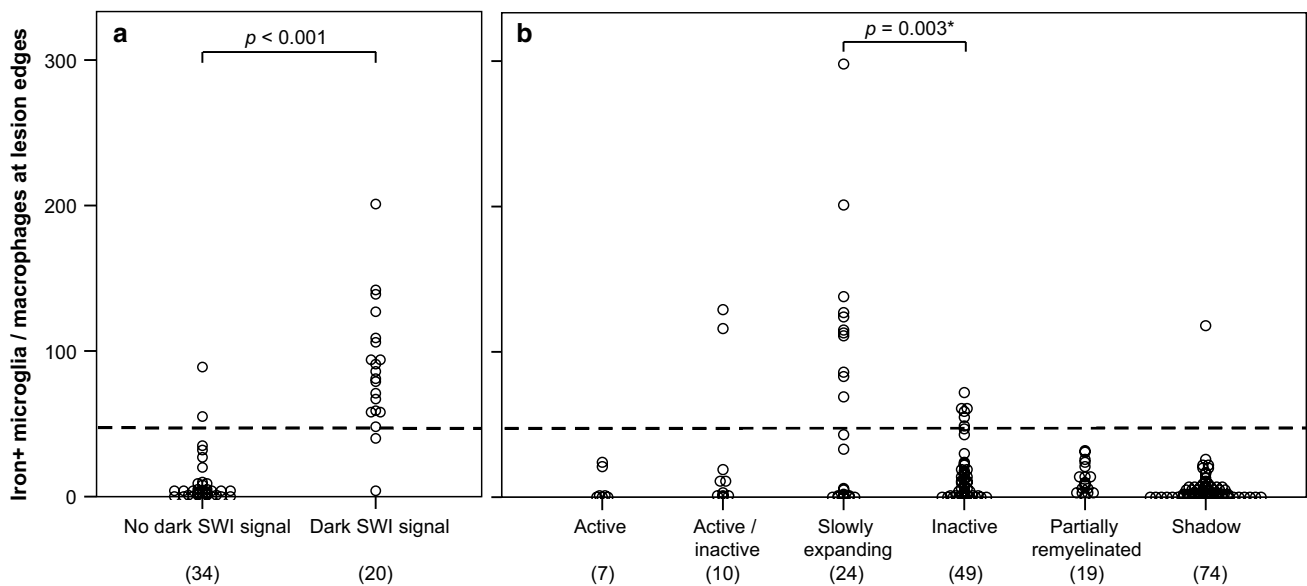 Iron+ microglia / macrophages at lesion edges
300
200
100
0
a
p < 0.001
No dark SWI signal
(34)
Dark SWI signal
(20)
b
p = 0.003*
Active
(7)
Active /
inactive
(10)
Slowly
expanding
(24)
Inactive
(49)
Partially
remyelinated
(19)
Shadow
(74)